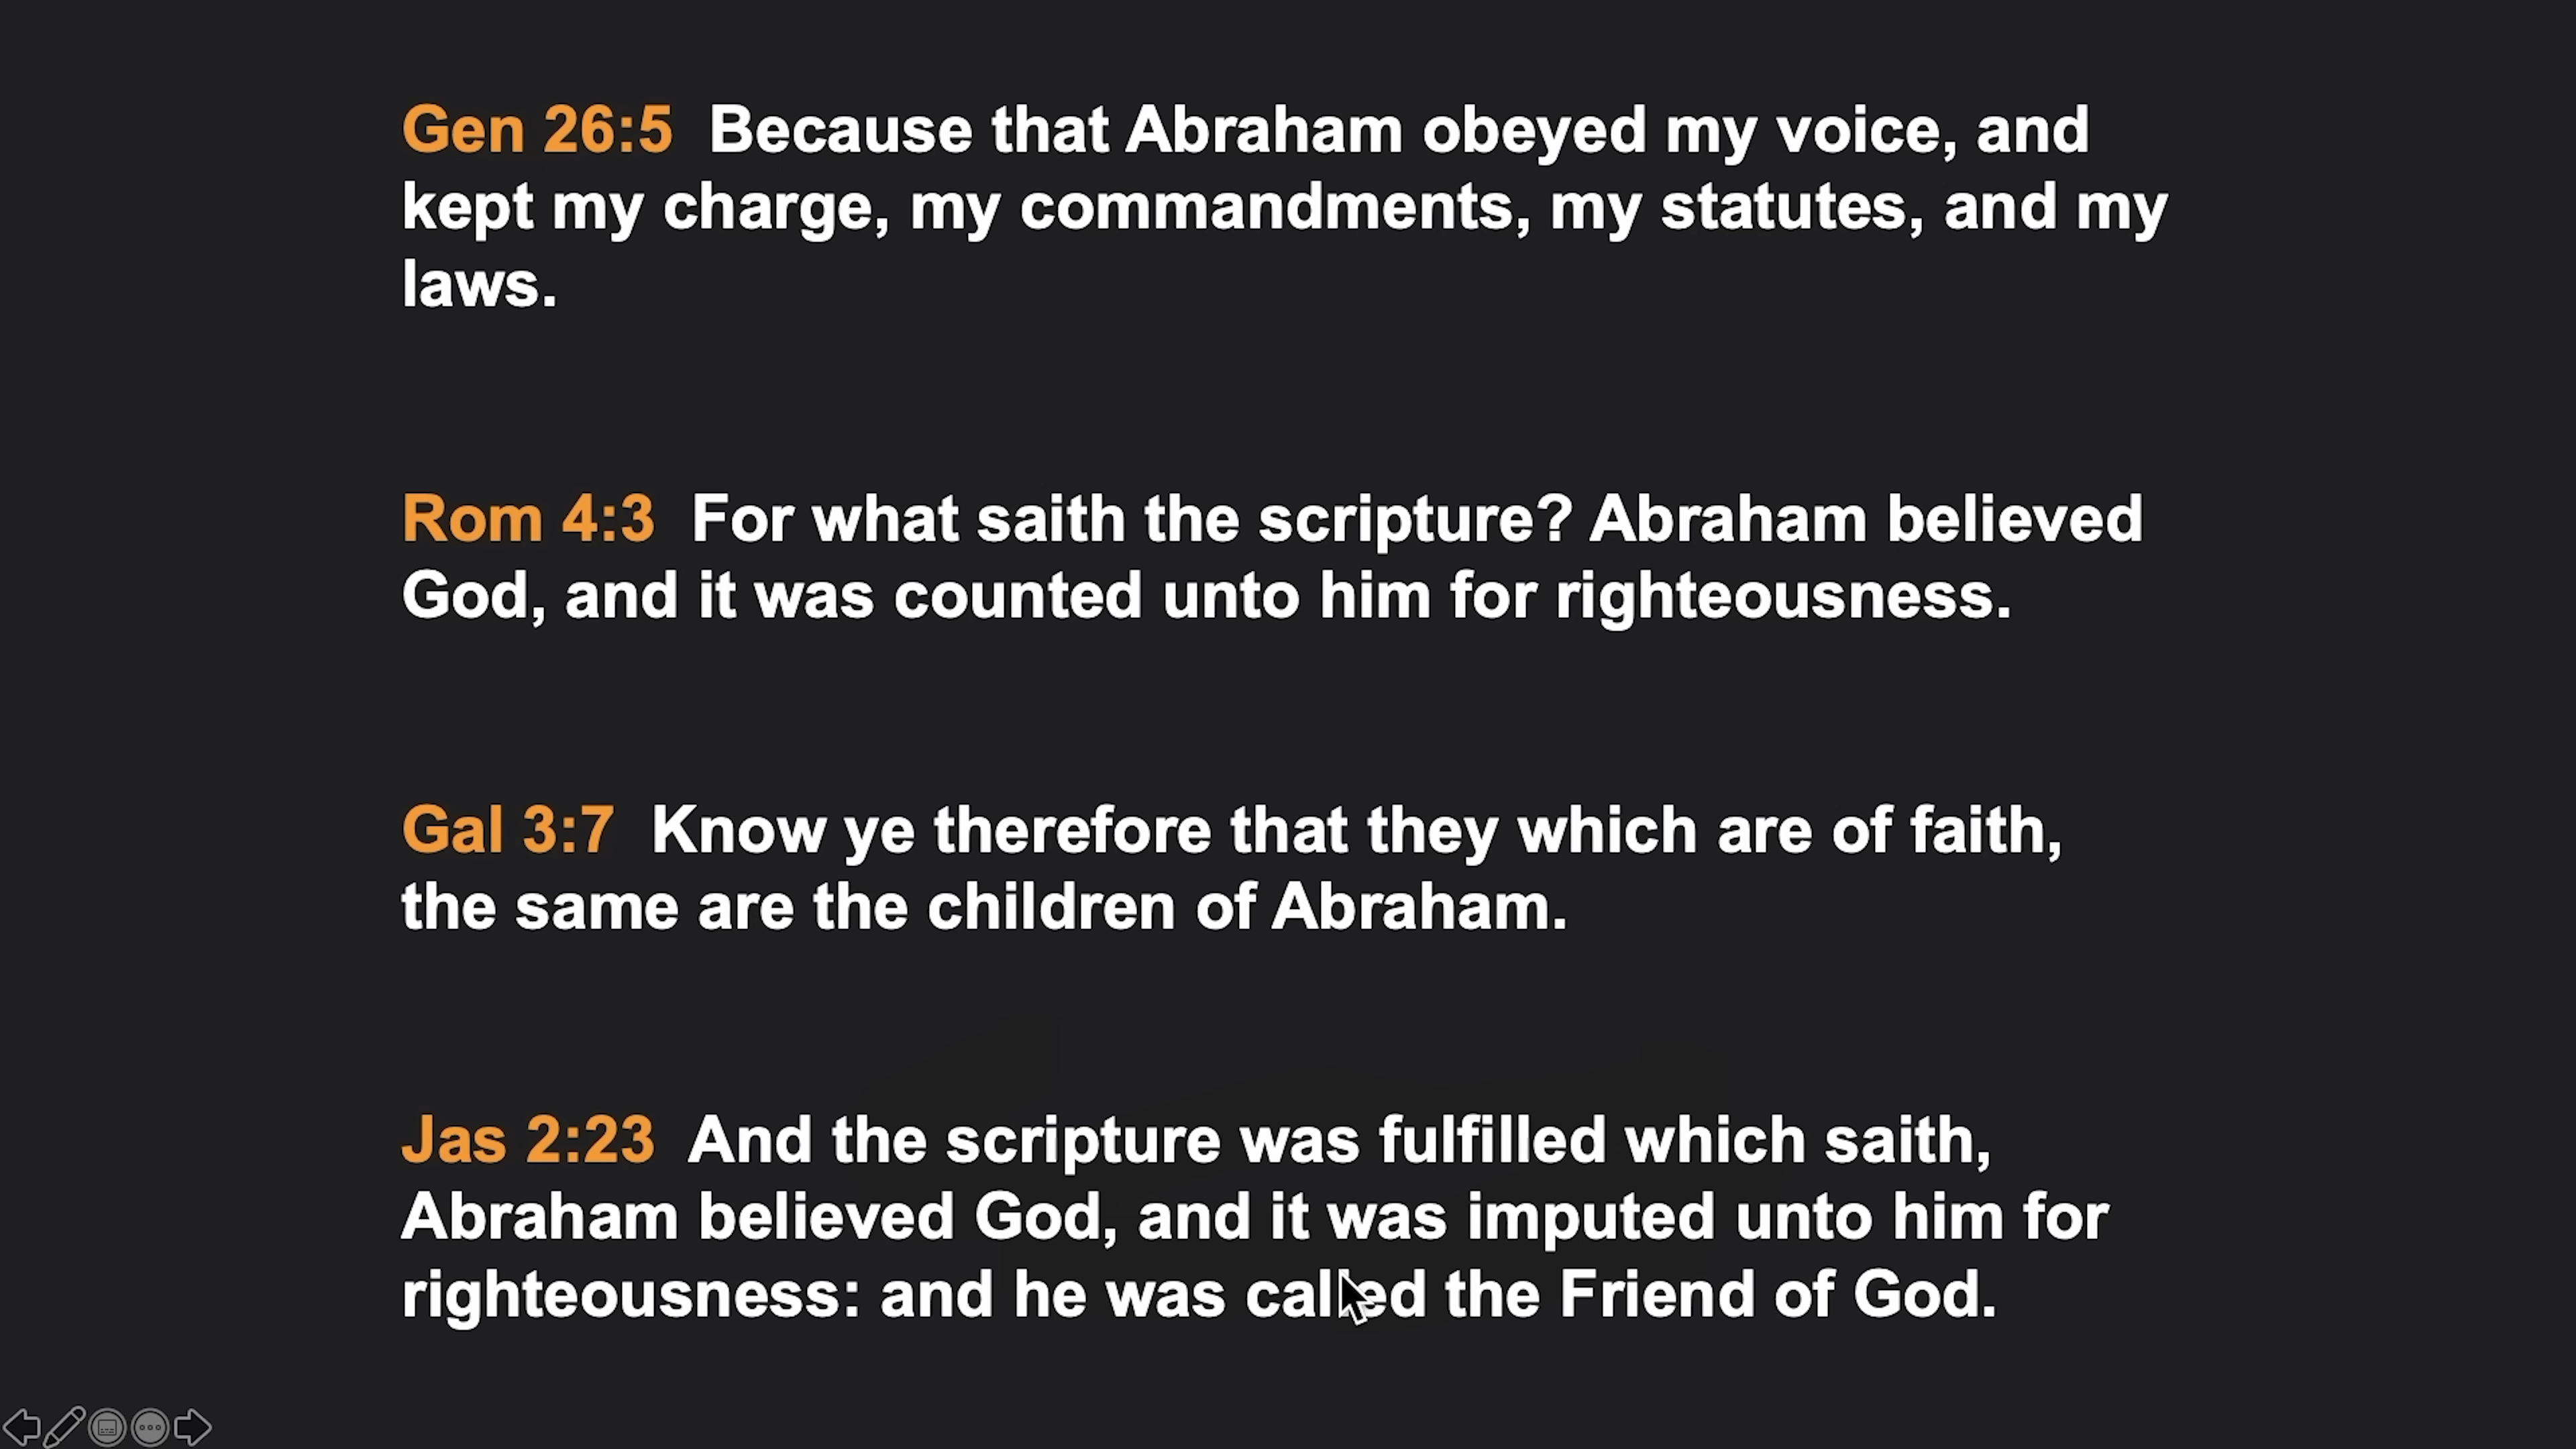 Gen 26:5  Because that Abraham obeyed my voice, and
kept my charge, my commandments, my statutes, and my
laws.
Rom 4:3  For what saith the scripture? Abraham believed
God, and it was counted unto him for righteousness.
Gal 3:7  Know ye therefore that they which are of faith,
the same are the children of Abraham.
Jas 2:23  And the scripture was fulfilled which saith,
Abraham believed God, and it was imputed unto him for
righteousness: and he was called the Friend of God.